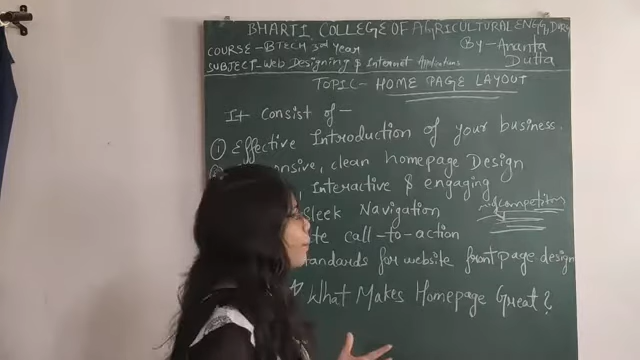 BHARTI COLLEGE OF AGRICULTURAL ENGG, DURG
COURSE - BTECH 3rd Year
By - Ananta Dutta
SUBJECT - Web Designing & Internet Applications
TOPIC - HOME PAGE LAYOUT
It Consist of -
① Effective Introduction of your business.
clean homepage Design
Interactive & engaging
competitors
Sleek Navigation
call-to-action
standards for website front page design
What Makes Homepage Great?